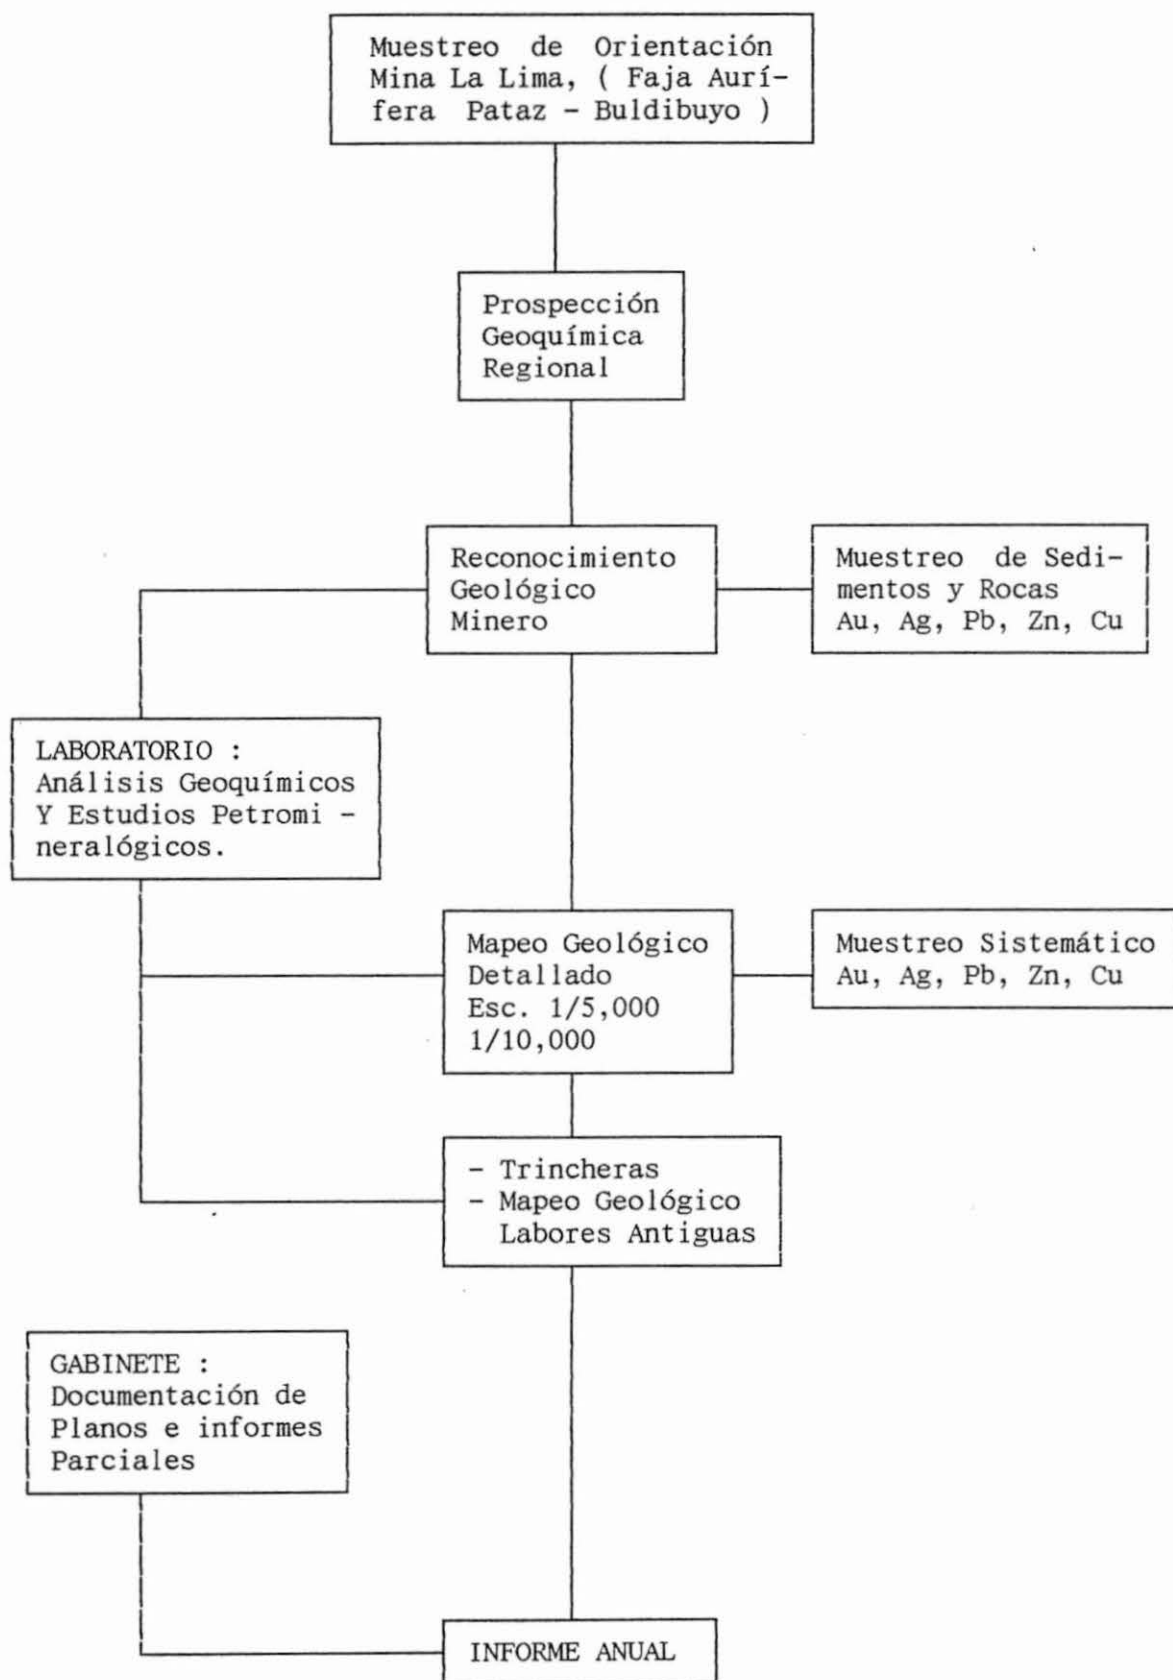 Muestreo de Orientación
Mina La Lima, ( Faja Aurí-
fera Pataz - Buldibuyo )
Prospección
Geoquímica
Regional
Reconocimiento
Geológico
Minero
Muestreo de Sedi-
mentos y Rocas
Au, Ag, Pb, Zn, Cu
LABORATORIO :
Análisis Geoquímicos
Y Estudios Petromi -
neralógicos.
Mapeo Geológico
Detallado
Esc. 1/5,000
1/10,000
Muestreo Sistemático
Au, Ag, Pb, Zn, Cu
- Trincheras
- Mapeo Geológico
Labores Antiguas
GABINETE :
Documentación de
Planos e informes
Parciales
INFORME ANUAL